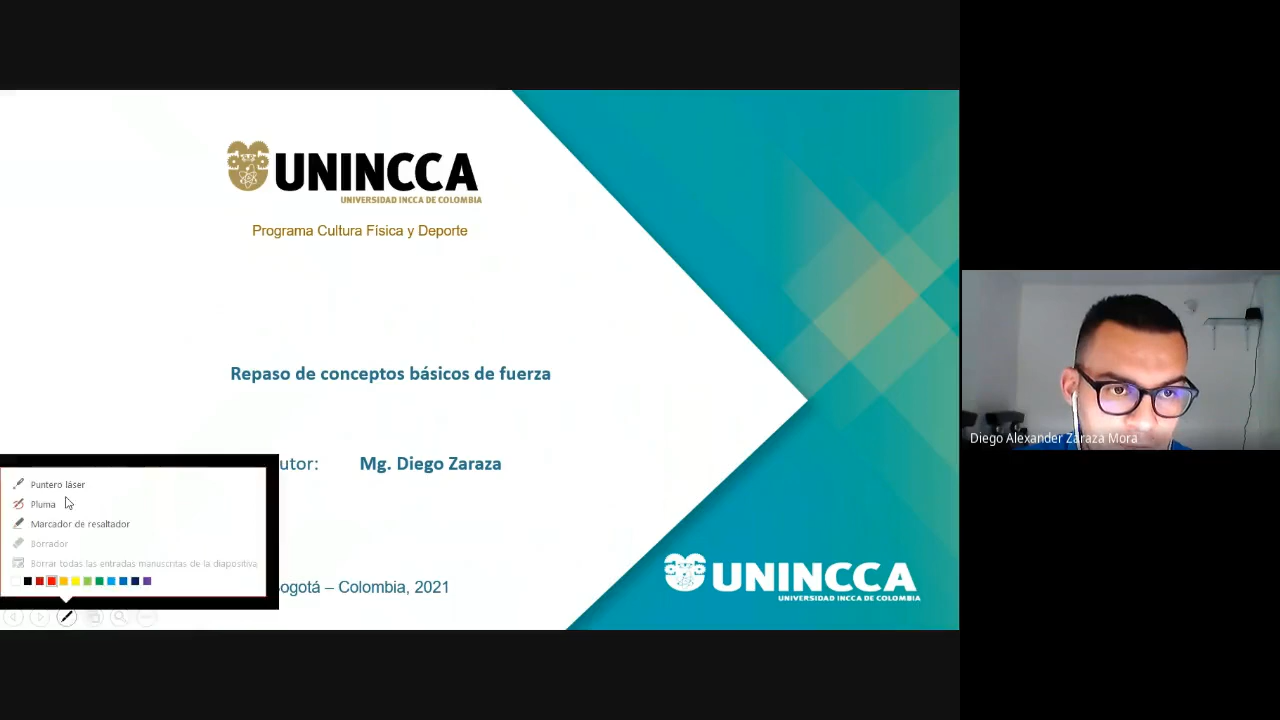 UNINCCA
UNIVERSIDAD INCCA DE COLOMBIA
Programa Cultura Física y Deporte
Repaso de conceptos básicos de fuerza
utor: Mg. Diego Zaraza
ogotá – Colombia, 2021
Puntero láser
Pluma
Marcador de resaltador
Borrador
Borrar todas las entradas manuscritas de la diapositiva
UNINCCA
UNIVERSIDAD INCCA DE COLOMBIA
Diego Alexander Zaraza Mora